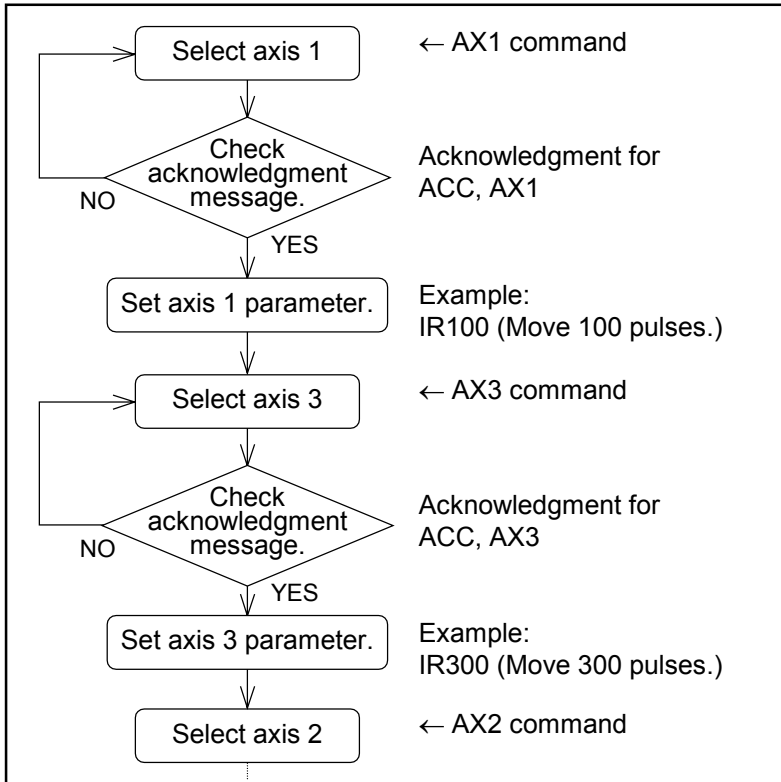 Select axis 1
← AX1 command
Check
acknowledgment
message.
Acknowledgment for
ACC, AX1
NO
YES
Set axis 1 parameter.
Example:
IR100 (Move 100 pulses.)
Select axis 3
← AX3 command
Check
acknowledgment
message.
Acknowledgment for
ACC, AX3
NO
YES
Set axis 3 parameter.
Example:
IR300 (Move 300 pulses.)
Select axis 2
← AX2 command